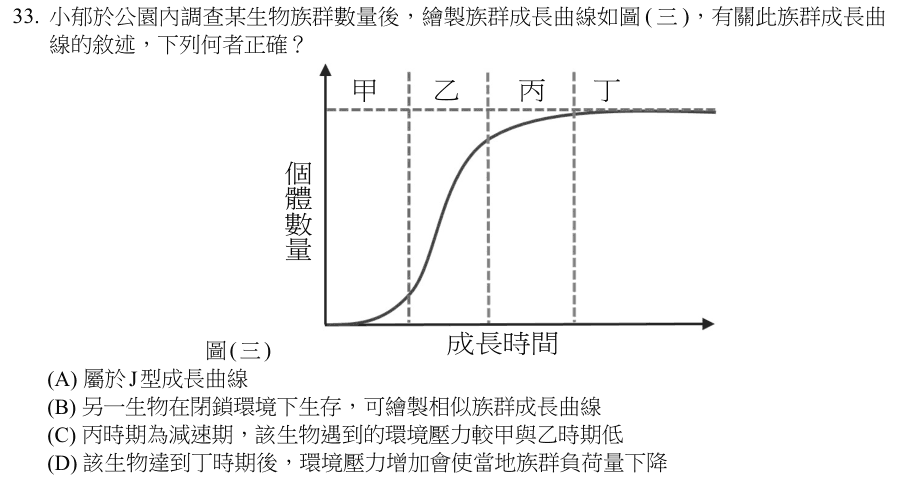 33. 小郁於公園內調查某生物族群數量後，繪製族群成長曲線如圖(三)，有關此族群成長曲
線的敘述，下列何者正確？
甲 乙 丙 丁
個體數量
成長時間
圖(三)
(A) 屬於J型成長曲線
(B) 另一生物在閉鎖環境下生存，可繪製相似族群成長曲線
(C) 丙時期為減速期，該生物遇到的環境壓力較甲與乙時期低
(D) 該生物達到丁時期後，環境壓力增加會使當地族群負荷量下降